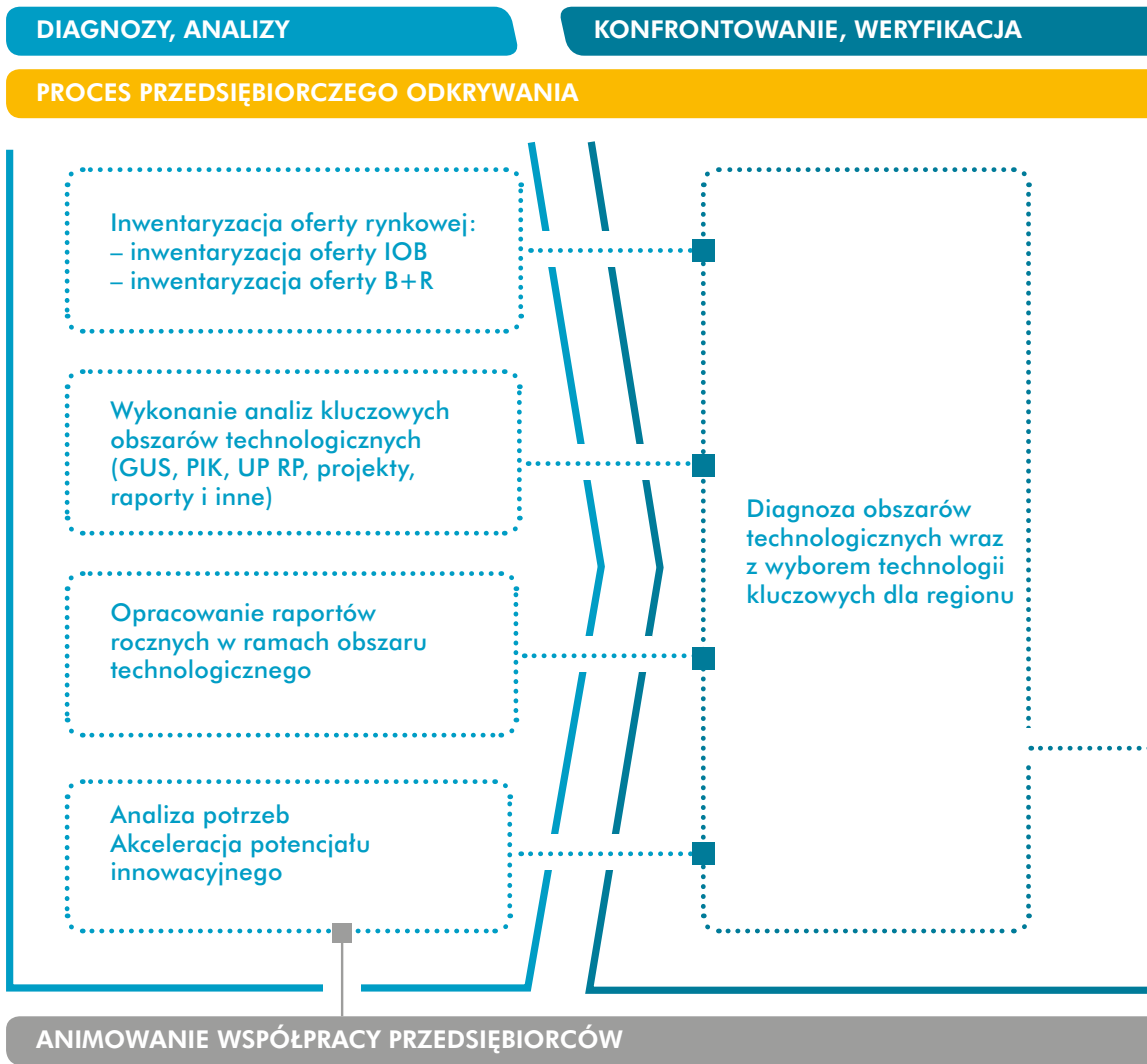 DIAGNOZY, ANALIZY
KONFRONTOWANIE, WERYFIKACJA
PROCES PRZEDSIĘBIORCZEGO ODKRYWANIA
Inwentaryzacja oferty rynkowej:
– inwentaryzacja oferty IOB
– inwentaryzacja oferty B+R
Wykonanie analiz kluczowych
obszarów technologicznych
(GUS, PIK, UP RP, projekty,
raporty i inne)
Opracowanie raportów
rocznych w ramach obszaru
technologicznego
Analiza potrzeb
Akceleracja potencjału
innowacyjnego
Diagnoza obszarów
technologicznych wraz
z wyborem technologii
kluczowych dla regionu
ANIMOWANIE WSPÓŁPRACY PRZEDSIĘBIORCÓW